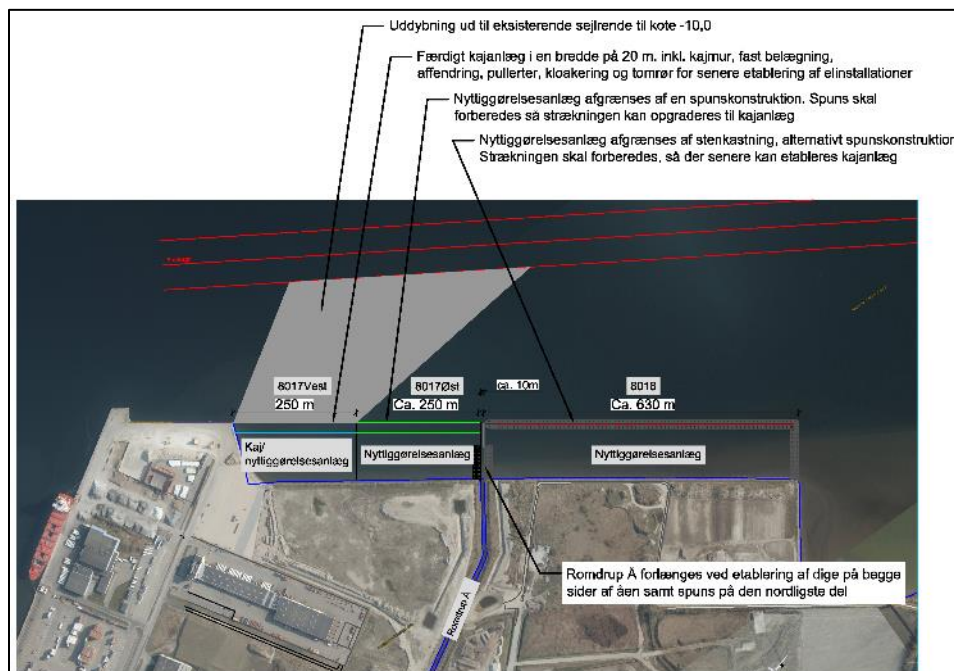 Uddybning ud til eksisterende sejlrende til kote -10,0
Færdigt kajanlæg i en bredde på 20 m. inkl. kajmur, fast belægning,
affendring, pullerter, kloakering og tomrør for senere etablering af elinstallationer
Nyttiggørelsesanlæg afgrænses af en spunskonstruktion. Spuns skal
forberedes så strækningen kan opgraderes til kajanlæg
Nyttiggørelsesanlæg afgrænses af stenkastning, alternativt spunskonstruktion
Strækningen skal forberedes, så der senere kan etableres kajanlæg
8017Vest
250 m
8017Øst
Ca. 250 m
ca. 10m
8018
Ca. 630 m
Kaj/
nyttiggørelsesanlæg
Nyttiggørelsesanlæg
Nyttiggørelsesanlæg
Romdrup Å
Romdrup Å forlænges ved etablering af dige på begge
sider af åen samt spuns på den nordligste del